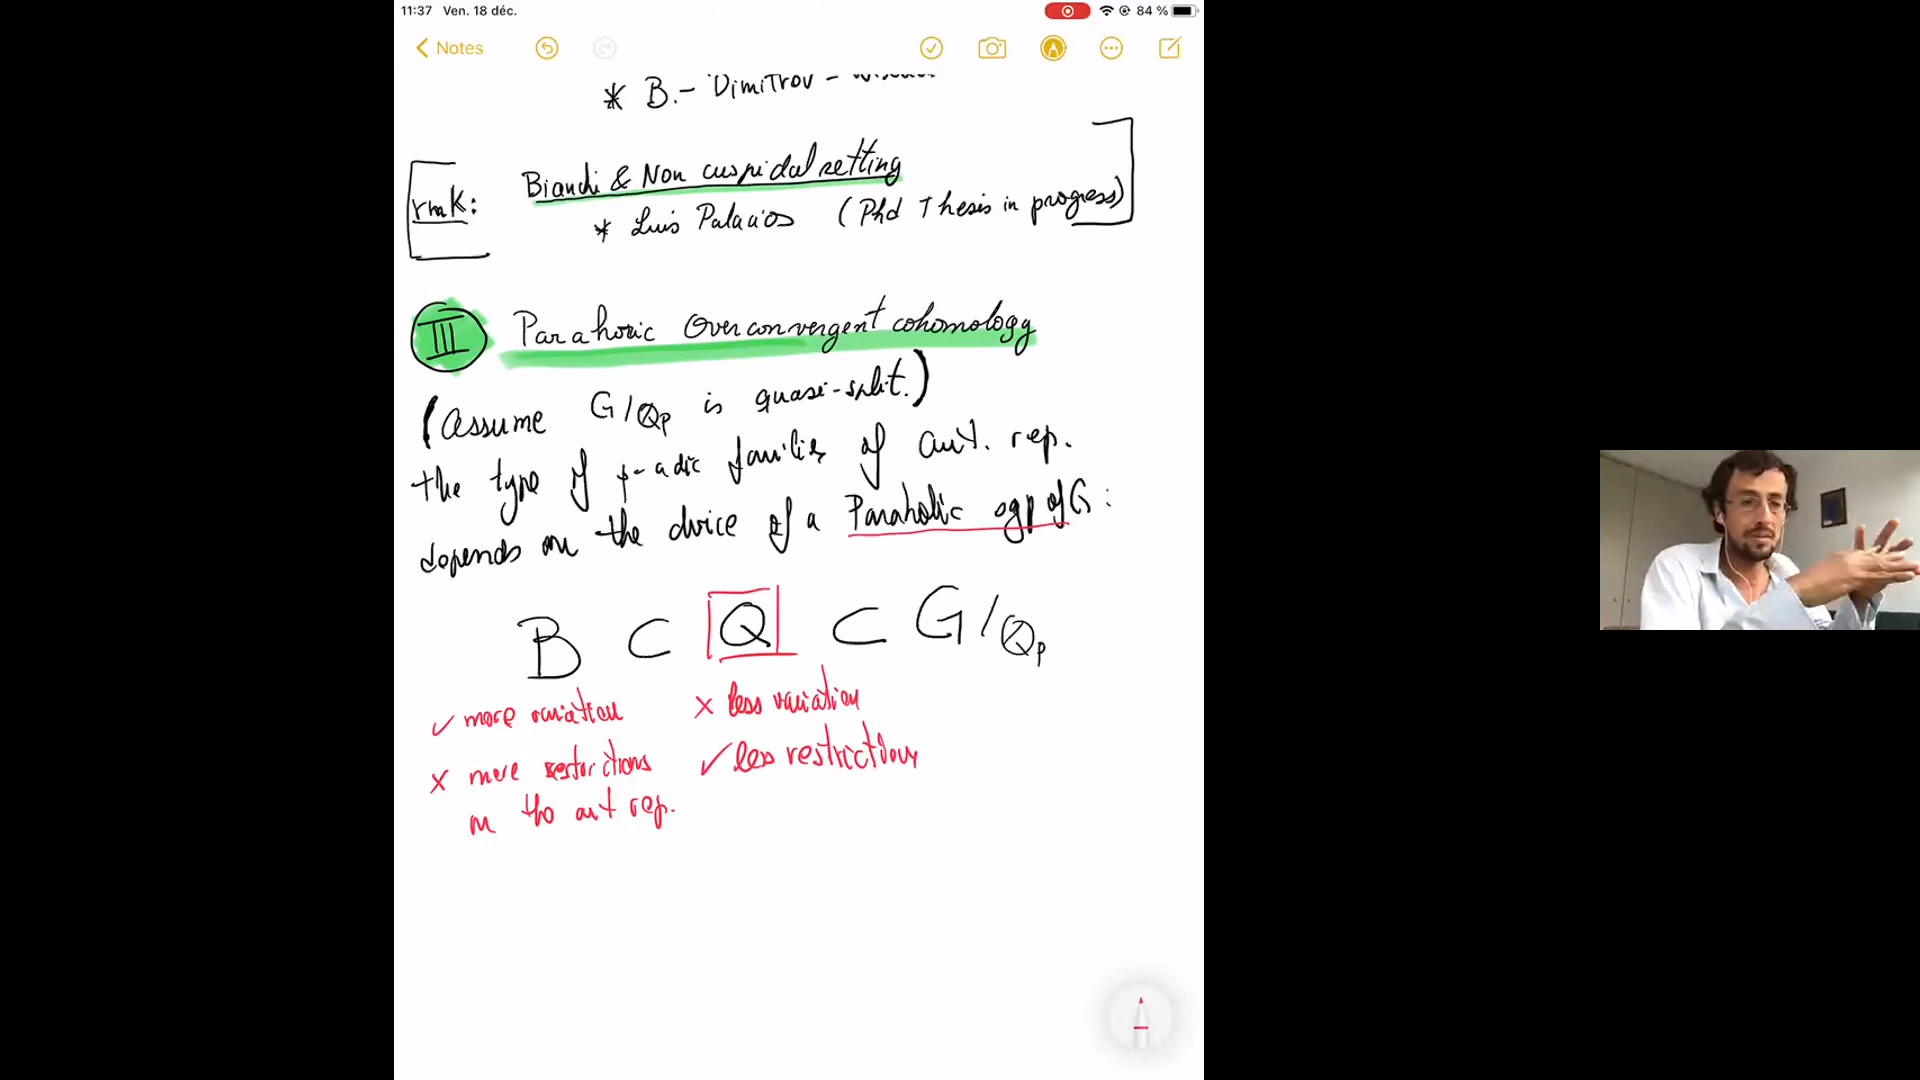 11:37 Ven. 18 déc. 84 %
Notes
* B. - Dimitrov -
rmk: Bianchi & Non cuspidal setting
* Luis Palacios (Phd Thesis in progress)
III Parahoric Overconvergent cohomology
(Assume G/Qp is quasi-split.)
the type of p-adic families of aut. rep.
depends on the choice of a Parabolic sgp of G:
B ⊂ Q ⊂ G/Qp
✓ more variation × less variation
× more restrictions ✓ less restrictions
on the aut rep.